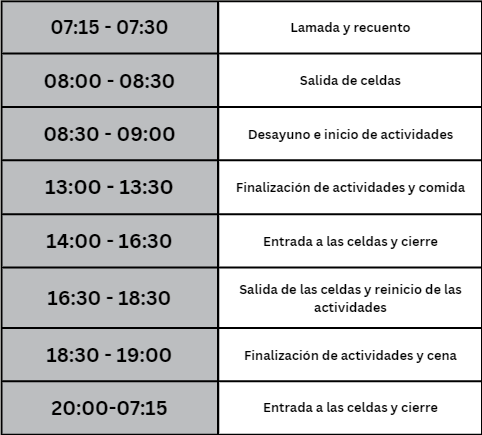 07:15 - 07:30 Lamada y recuento
08:00 - 08:30 Salida de celdas
08:30 - 09:00 Desayuno e inicio de actividades
13:00 - 13:30 Finalización de actividades y comida
14:00 - 16:30 Entrada a las celdas y cierre
16:30 - 18:30 Salida de las celdas y reinicio de las
actividades
18:30 - 19:00 Finalización de actividades y cena
20:00-07:15 Entrada a las celdas y cierre